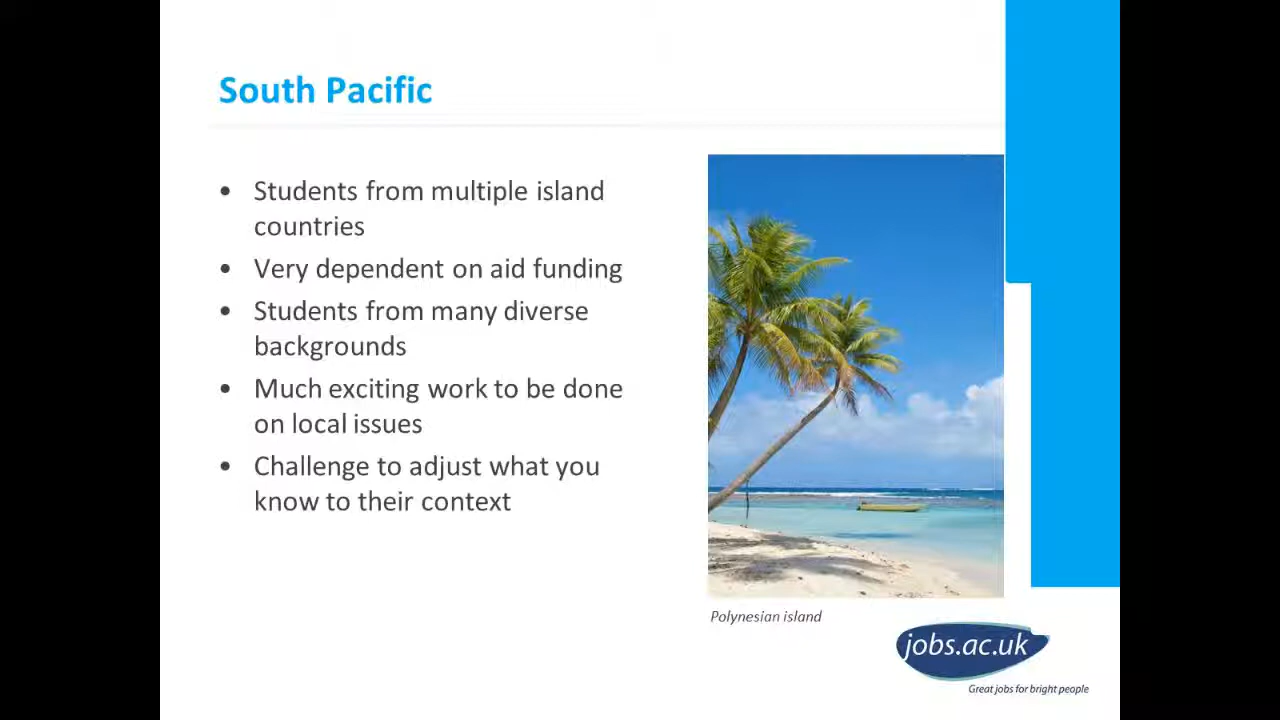 South Pacific
• Students from multiple island
countries
• Very dependent on aid funding
• Students from many diverse
backgrounds
• Much exciting work to be done
on local issues
• Challenge to adjust what you
know to their context
Polynesian island
jobs.ac.uk
Great jobs for bright people